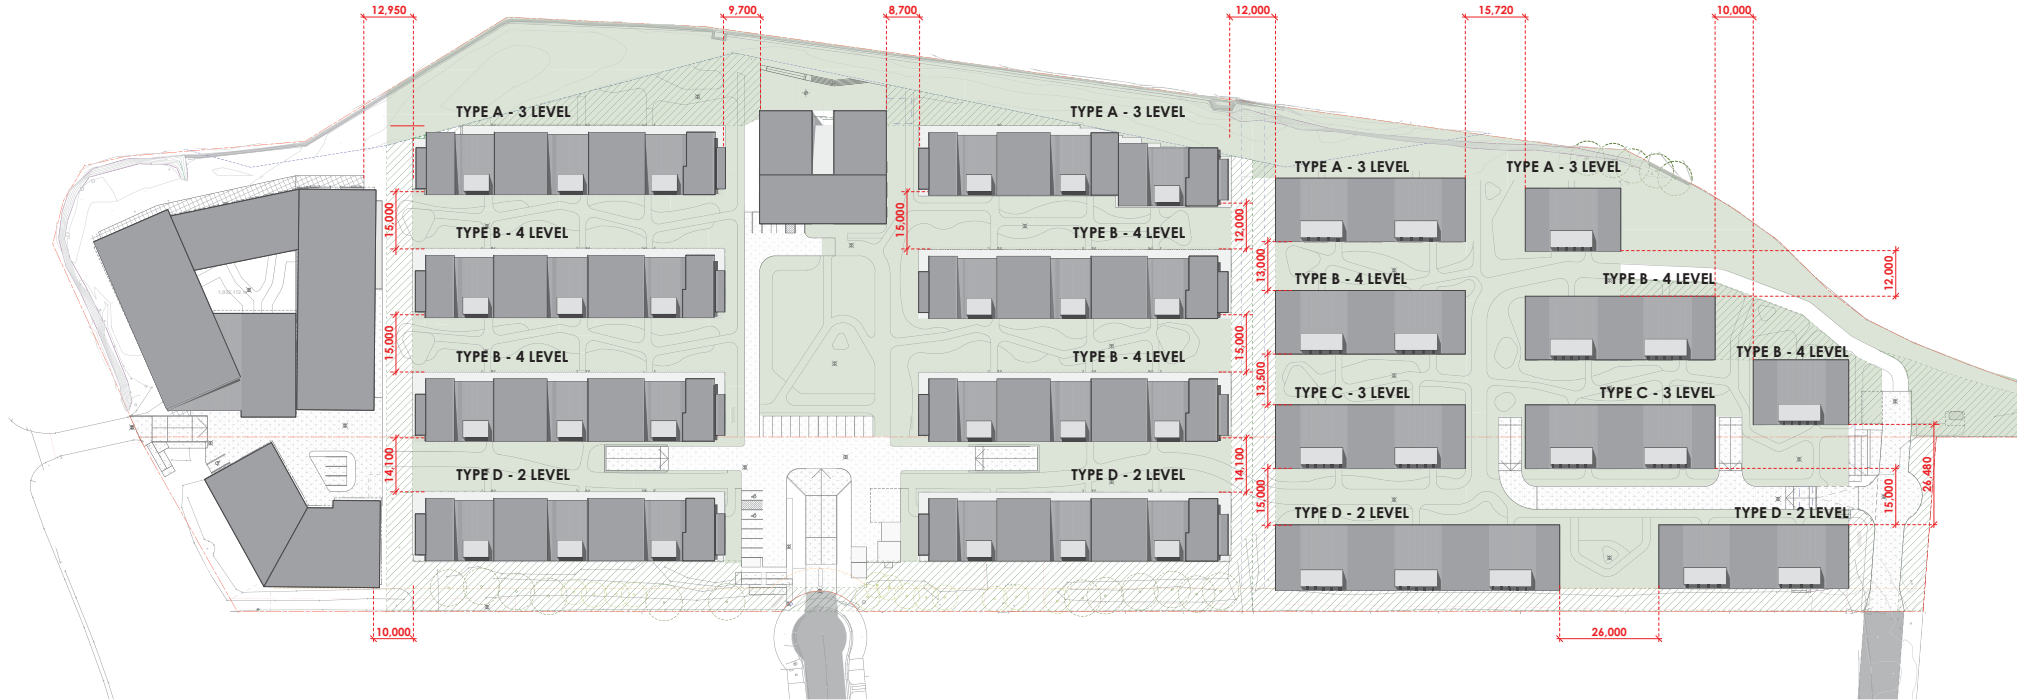 12,950
9,700
8,700
12,000
15,720
10,000
TYPE A - 3 LEVEL
TYPE A - 3 LEVEL
TYPE A - 3 LEVEL
TYPE A - 3 LEVEL
15,000
15,000
12,000
TYPE B - 4 LEVEL
TYPE B - 4 LEVEL
13,000
12,000
TYPE B - 4 LEVEL
TYPE B - 4 LEVEL
15,000
15,000
TYPE B - 4 LEVEL
TYPE B - 4 LEVEL
TYPE B - 4 LEVEL
13,500
TYPE C - 3 LEVEL
TYPE C - 3 LEVEL
14,100
14,100
TYPE D - 2 LEVEL
TYPE D - 2 LEVEL
15,000
15,000
26,480
TYPE D - 2 LEVEL
TYPE D - 2 LEVEL
10,000
26,000